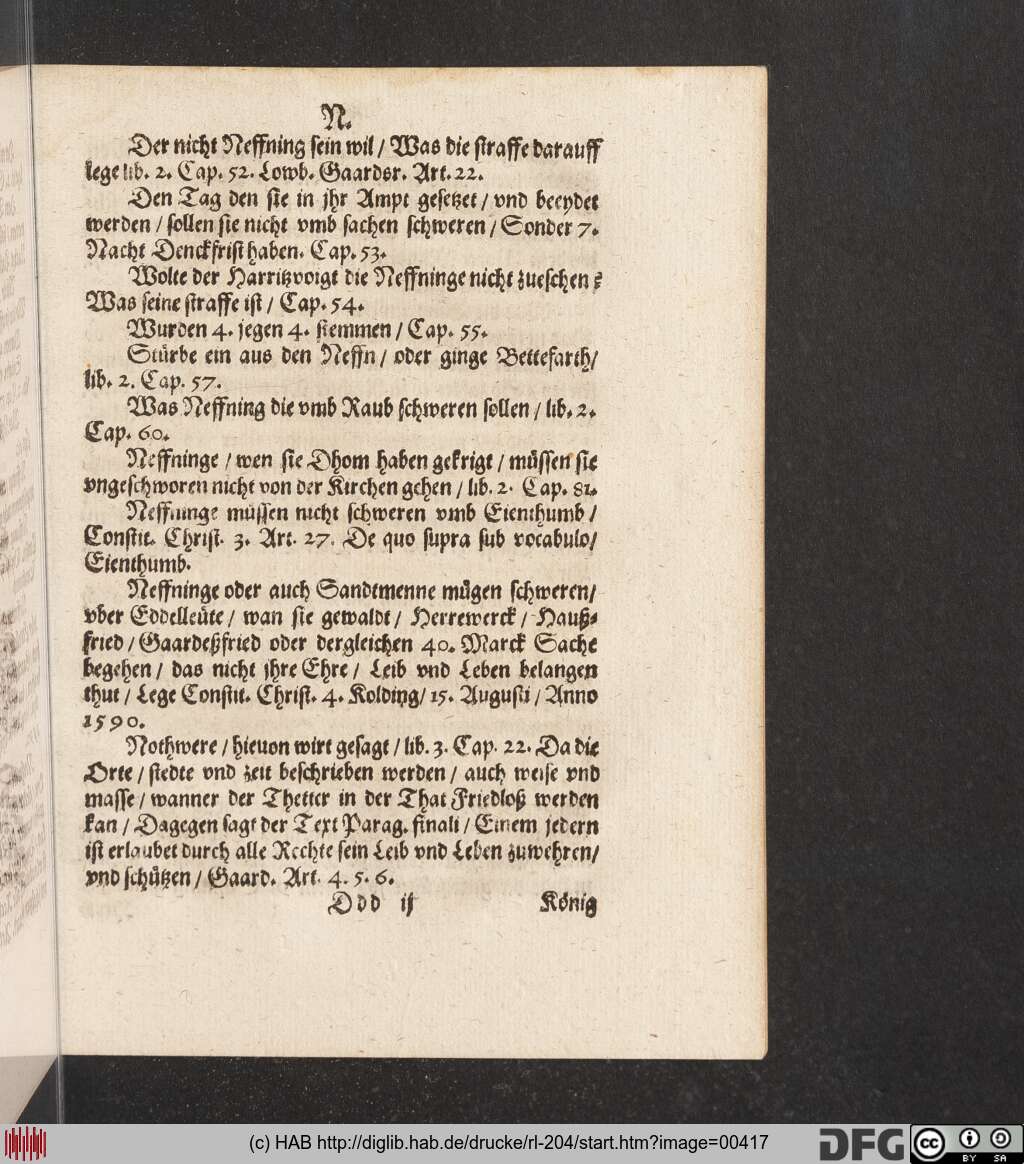 N.
Der nicht Neffning sein wil / Was die straffe darauff
lege lib. 2. Cap. 52. Lowb. Gaardsr. Art. 22.
Den Tag den sie in jhr Ampt gesetzet / vnd beeydet
werden / sollen sie nicht vmb sachen schweren / Sonder 7.
Nacht Denckfrist haben. Cap. 53.
Wolte der Harritzvoigt die Neffninge nicht zueschen?
Was seine straffe ist / Cap. 54.
Wurden 4. jegen 4. stemmen / Cap. 55.
Stürbe ein aus den Neffn / oder ginge Bettefarth /
lib. 2. Cap. 57.
Was Neffning die vmb Raub schweren sollen / lib. 2.
Cap. 60.
Neffninge / wen sie Dhom haben gekrigt / müssen sie
vngeschworen nicht von der Kirchen gehen / lib. 2. Cap. 81.
Neffninge müssen nicht schweren vmb Eienthumb /
Constit. Christ. 3. Art. 27. De quo supra sub vocabulo /
Eienthumb.
Neffninge oder auch Sandtmenne mügen schweren /
vber Eddelleüte / wan sie gewaldt / Herrewerck / Hauß-
fried / Gaardeßfried oder dergleichen 40. Marck Sache
begehen / das nicht jhre Ehre / Leib vnd Leben belangen
thut / Lege Constit. Christ. 4. Kolding / 15. Augusti / Anno
1590.
Nothwere / hieuon wirt gesagt / lib. 3. Cap. 22. Da die
Orte / stedte vnd zeit beschrieben werden / auch weise vnd
masse / wanner der Thetter in der That Friedloß werden
kan / Dagegen sagt der Text Parag. finali / Einem jedern
ist erlaubet durch alle Rechte sein Leib vnd Leben zuwehren /
vnd schützen / Gaard. Art. 4. 5. 6.
Ddd ij König
(c) HAB http://diglib.hab.de/drucke/rl-204/start.htm?image=00417
DFG cc BY SA